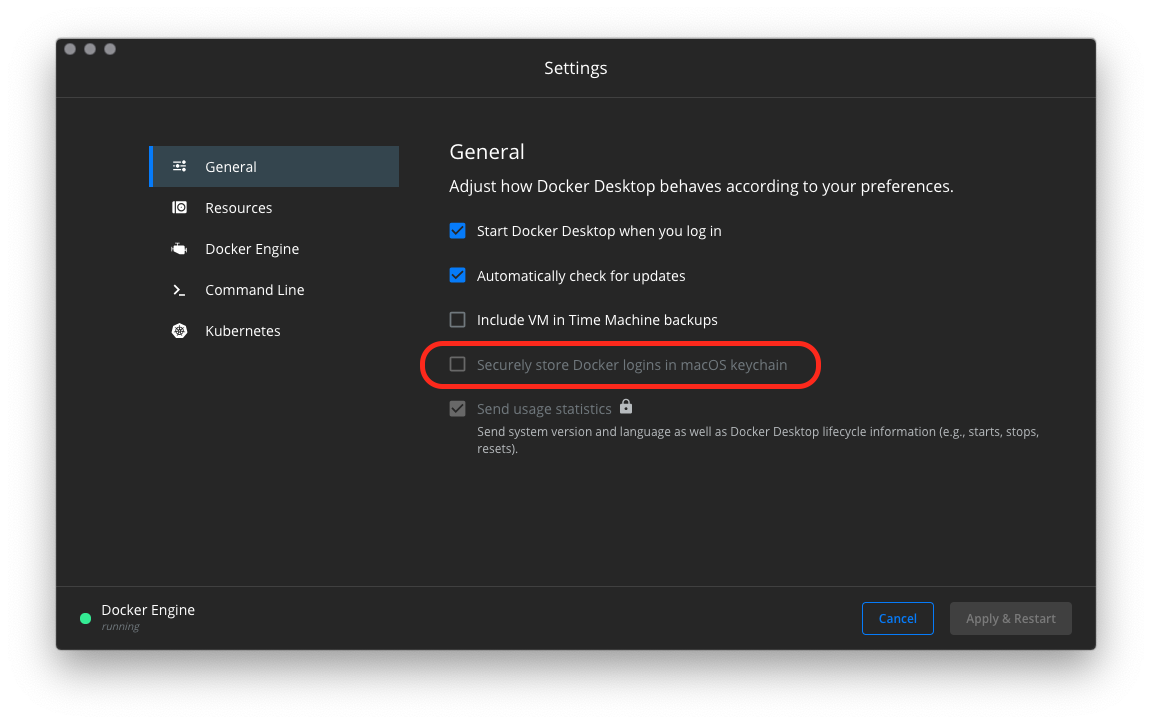 Settings
General
Resources
Docker Engine
Command Line
Kubernetes
General
Adjust how Docker Desktop behaves according to your preferences.
Start Docker Desktop when you log in
Automatically check for updates
Include VM in Time Machine backups
Securely store Docker logins in macOS keychain
Send usage statistics
Send system version and language as well as Docker Desktop lifecycle information (e.g., starts, stops,
resets).
Docker Engine
running
Cancel
Apply & Restart